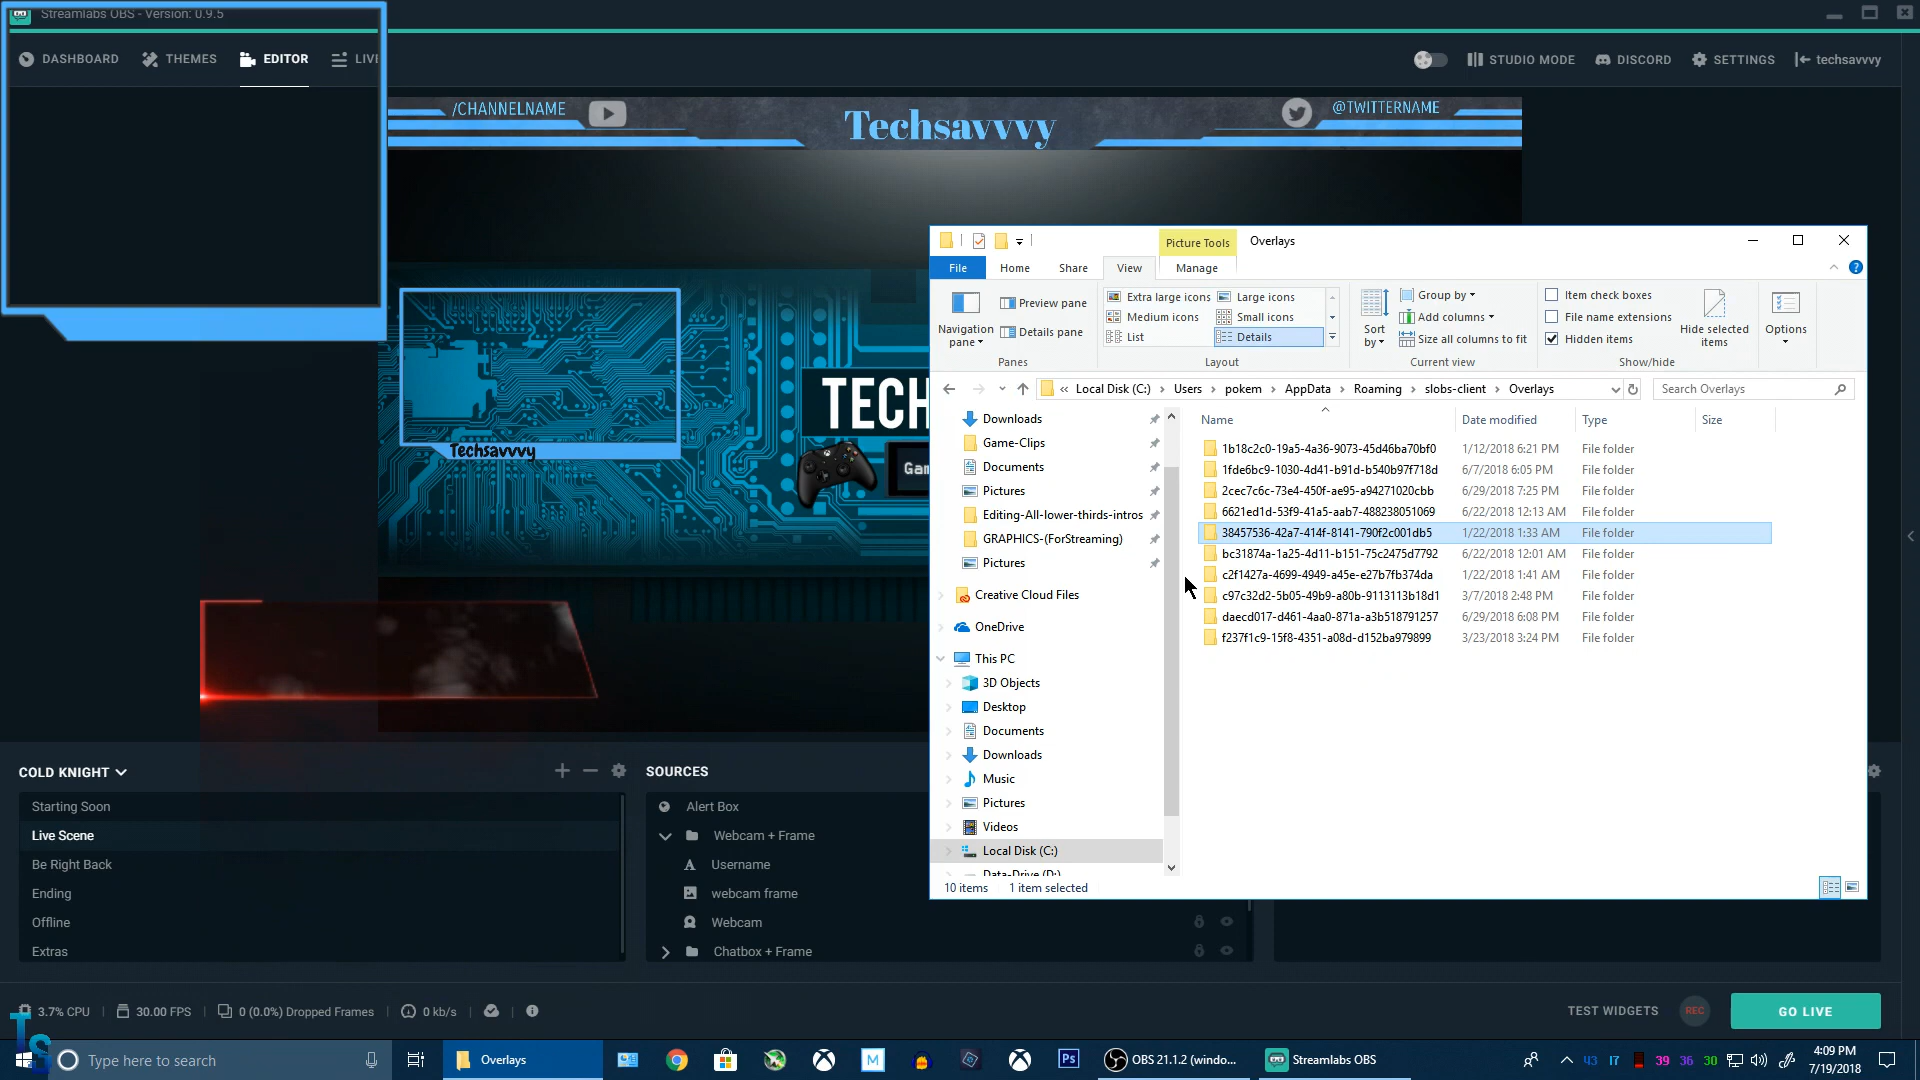 Streamlabs OBS - Version: 0.9.5
DASHBOARD
THEMES
EDITOR
LIVE
STUDIO MODE
DISCORD
SETTINGS
techsavvvy
/CHANNELNAME
Techsavvvy
@TWITTERNAME
Techsavvvy
TECH
Gam
Picture Tools
Overlays
File
Home
Share
View
Manage
Navigation pane
Preview pane
Details pane
Panes
Extra large icons
Large icons
Medium icons
Small icons
List
Details
Layout
Sort by
Group by
Add columns
Size all columns to fit
Current view
Item check boxes
File name extensions
Hidden items
Hide selected items
Show/hide
Options
« Local Disk (C:) > Users > pokem > AppData > Roaming > slobs-client > Overlays
Search Overlays
Downloads
Game-Clips
Documents
Pictures
Editing-All-lower-thirds-intros
GRAPHICS-(ForStreaming)
Pictures
Creative Cloud Files
OneDrive
This PC
3D Objects
Desktop
Documents
Downloads
Music
Pictures
Videos
Local Disk (C:)
Data-Drive (D:)
Name Date modified Type Size
1b18c2c0-19a5-4a36-9073-45d46ba70bf0 1/12/2018 6:21 PM File folder
1fde6bc9-1030-4d41-b91d-b540b97f718d 6/7/2018 6:05 PM File folder
2cec7c6c-73e4-450f-ae95-a94271020cbb 6/29/2018 7:25 PM File folder
6621ed1d-53f9-41a5-aab7-488238051069 6/22/2018 12:13 AM File folder
38457536-42a7-414f-8141-790f2c001db5 1/22/2018 1:33 AM File folder
bc31874a-1a25-4d11-b151-75c2475d7792 6/22/2018 12:01 AM File folder
c2f1427a-4699-4949-a45e-e27b7fb374da 1/22/2018 1:41 AM File folder
c97c32d2-5b05-49b9-a80b-9113113b18d1 3/7/2018 2:48 PM File folder
daecd017-d461-4aa0-871a-a3b518791257 6/29/2018 6:08 PM File folder
f237f1c9-15f8-4351-a08d-d152ba979899 3/23/2018 3:24 PM File folder
10 items 1 item selected
COLD KNIGHT
Starting Soon
Live Scene
Be Right Back
Ending
Offline
Extras
SOURCES
Alert Box
Webcam + Frame
Username
webcam frame
Webcam
Chatbox + Frame
3.7% CPU
30.00 FPS
0 (0.0%) Dropped Frames
0 kb/s
TEST WIDGETS
REC
GO LIVE
TS
Type here to search
Overlays
M
Ps
OBS 21.1.2 (windo...
Streamlabs OBS
43 17 39 36 30
4:09 PM
7/19/2018